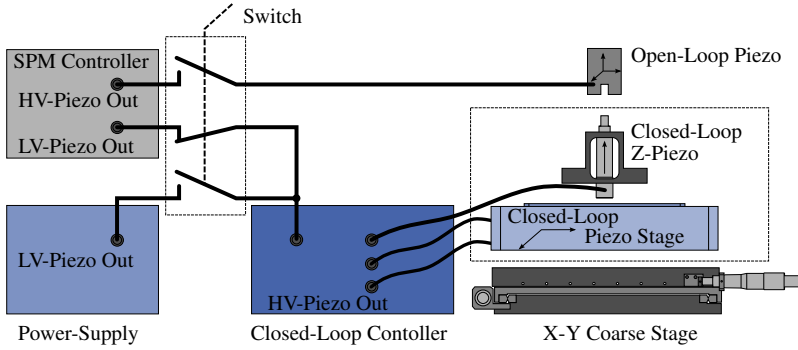 Switch
SPM Controller
HV-Piezo Out
LV-Piezo Out
Open-Loop Piezo
Closed-Loop
Z-Piezo
Closed-Loop
Piezo Stage
LV-Piezo Out
HV-Piezo Out
Power-Supply
Closed-Loop Contoller
X-Y Coarse Stage